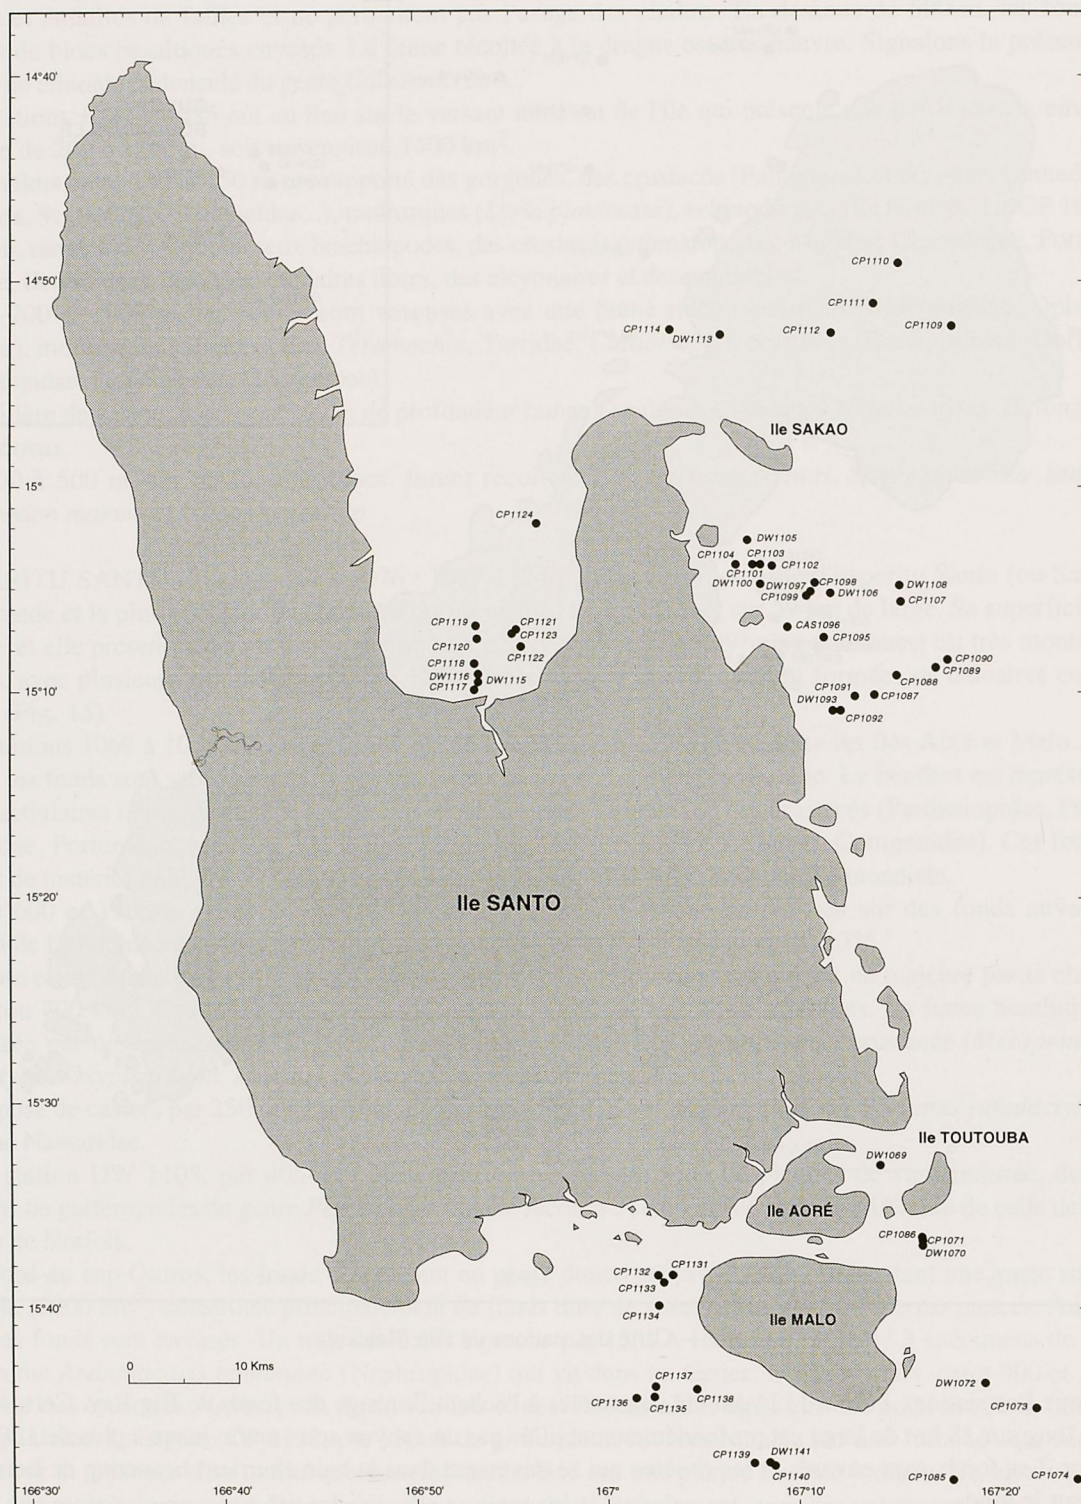 14°40'
14°50'
15°
15°10'
15°20'
15°30'
15°40'
CP1110
CP1111
CP1114
DW1113
CP1112
CP1109
Ile SAKAO
CP1124
DW1105
CP1104
CP1103
CP1101
CP1102
DW1100
DW1097
CP1098
CP1099
DW1106
DW1108
CP1107
CAS1096
CP1095
CP1119
CP1121
CP1120
CP1123
CP1122
CP1118
DW1116
DW1115
CP1117
CP1090
CP1089
CP1088
CP1091
CP1087
DW1093
CP1092
Ile SANTO
Ile TOUTOUBA
DW1069
Ile AORÉ
CP1086
CP1071
DW1070
CP1132
CP1131
CP1133
CP1134
Ile MALO
0 10 Kms
CP1137
CP1136
CP1135
CP1138
DW1072
CP1073
CP1139
DW1141
CP1140
CP1085
CP1074
166°30' 166°40' 166°50' 167° 167°10' 167°20'